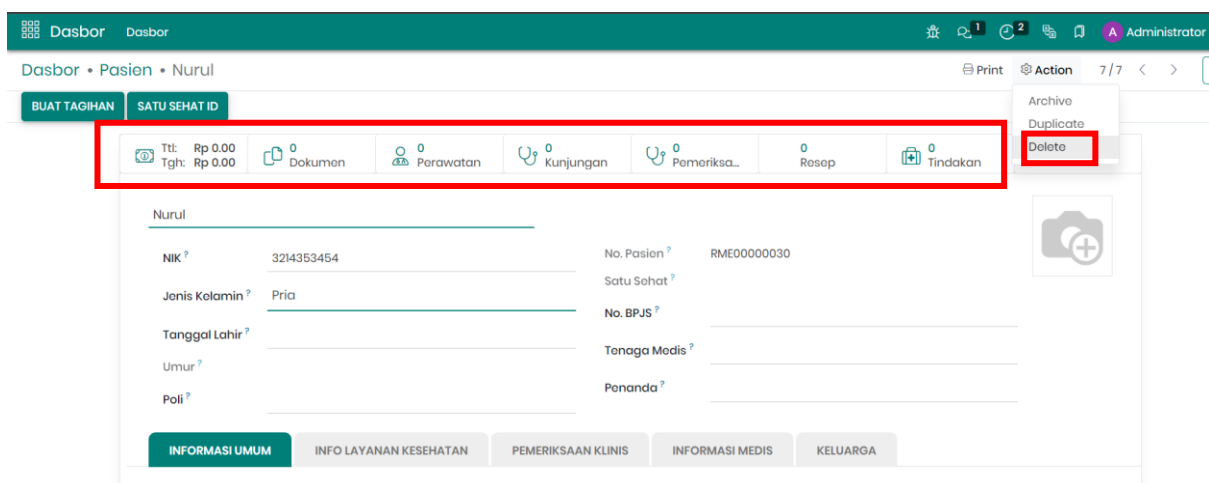 Dasbor Dasbor 1 2 A Administrator
Dasbor • Pasien • Nurul Print Action 7/7 < >
BUAT TAGIHAN SATU SEHAT ID
Archive
Duplicate
Delete
Ttl: Rp 0.00
Tgh: Rp 0.00
0
Dokumen
0
Perawatan
0
Kunjungan
0
Pemeriksa...
0
Resep
0
Tindakan
Nurul
NIK ? 3214353454
Jenis Kelamin ? Pria
Tanggal Lahir ?
Umur ?
Poli ?
No. Pasien ? RME00000030
Satu Sehat ?
No. BPJS ?
Tenaga Medis ?
Penanda ?
INFORMASI UMUM INFO LAYANAN KESEHATAN PEMERIKSAAN KLINIS INFORMASI MEDIS KELUARGA